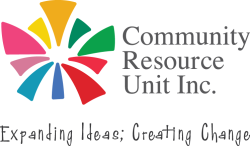 Community
Resource
Unit Inc.
Expanding Ideas; Creating Change